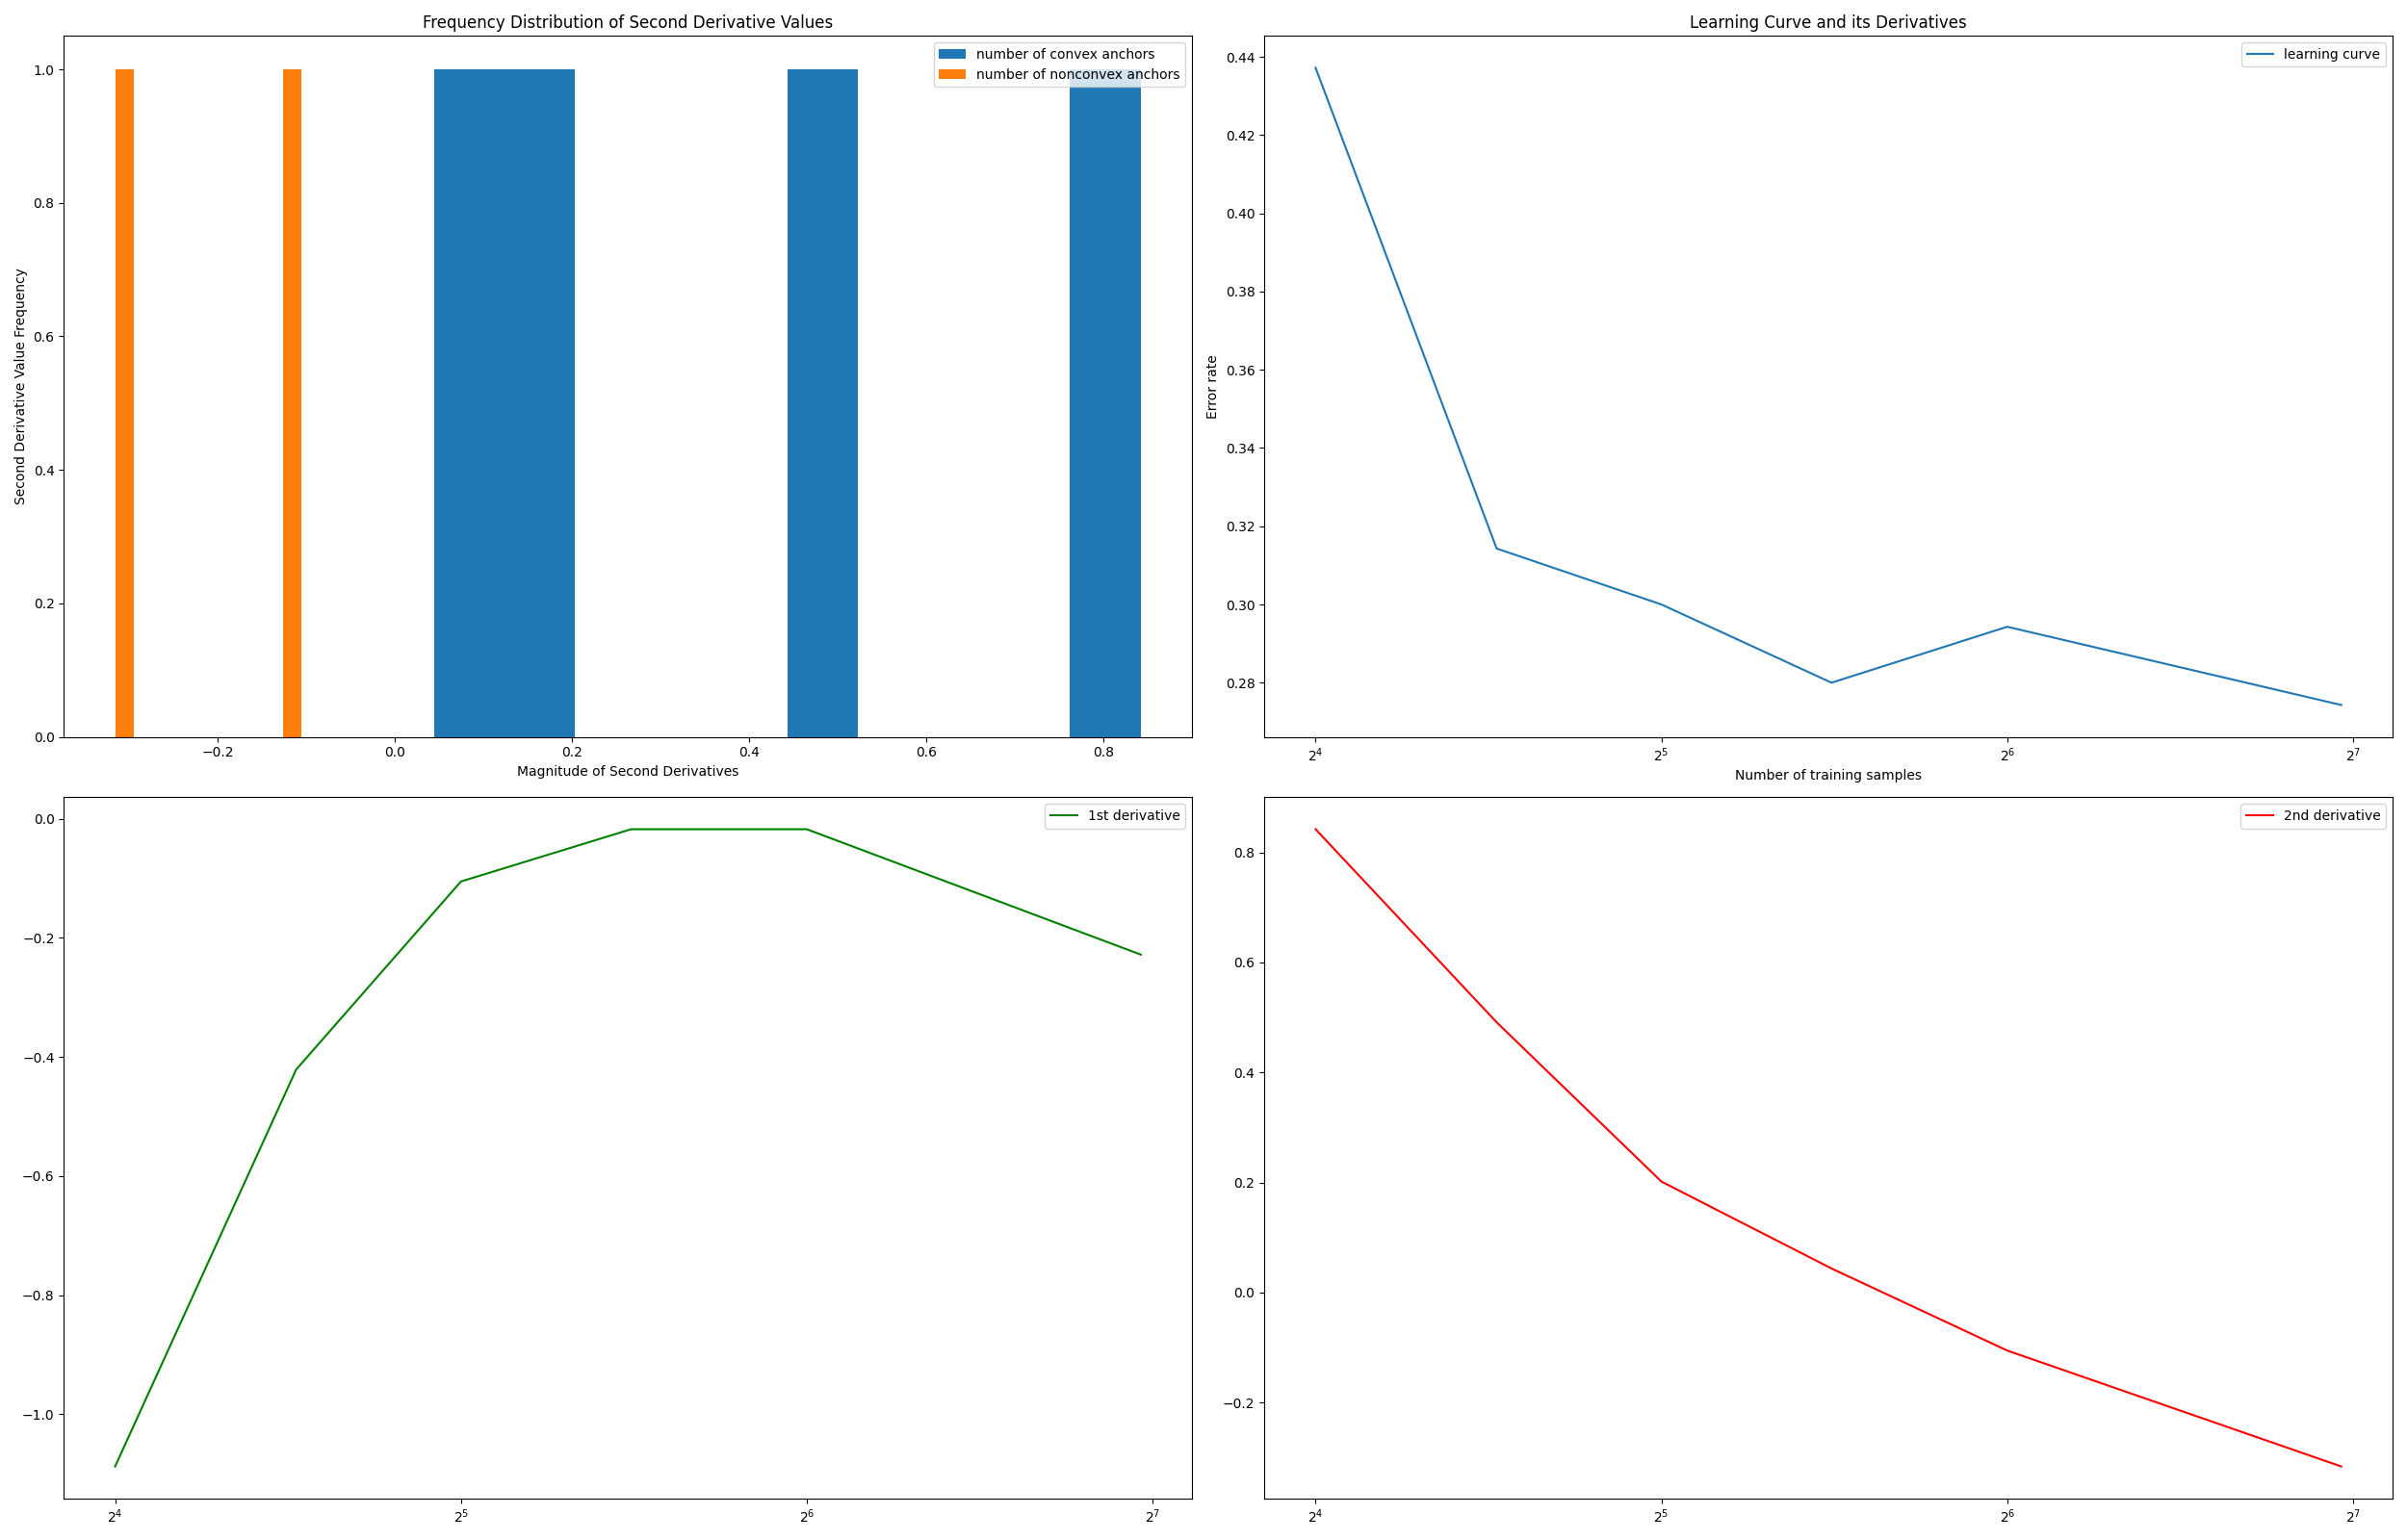 Frequency Distribution of Second Derivative Values
number of convex anchors
number of nonconvex anchors
1.0
0.8
0.6
0.4
0.2
0.0
Second Derivative Value Frequency
−0.2 0.0 0.2 0.4 0.6 0.8
Magnitude of Second Derivatives
Learning Curve and its Derivatives
learning curve
0.44
0.42
0.40
0.38
0.36
0.34
0.32
0.30
0.28
Error rate
2⁴ 2⁵ 2⁶ 2⁷
Number of training samples
1st derivative
0.0
−0.2
−0.4
−0.6
−0.8
−1.0
2⁴ 2⁵ 2⁶ 2⁷
2nd derivative
0.8
0.6
0.4
0.2
0.0
−0.2
2⁴ 2⁵ 2⁶ 2⁷